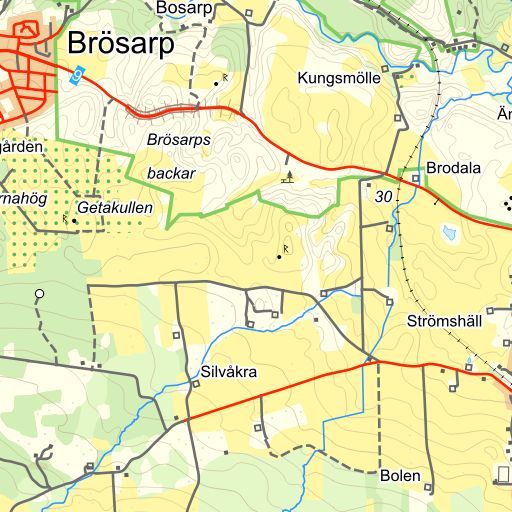 Bosarp
Brösarp
Kungsmölle
Brösarps
backar
Brodala
30
Getakullen
Strömshäll
Silvåkra
Bolen